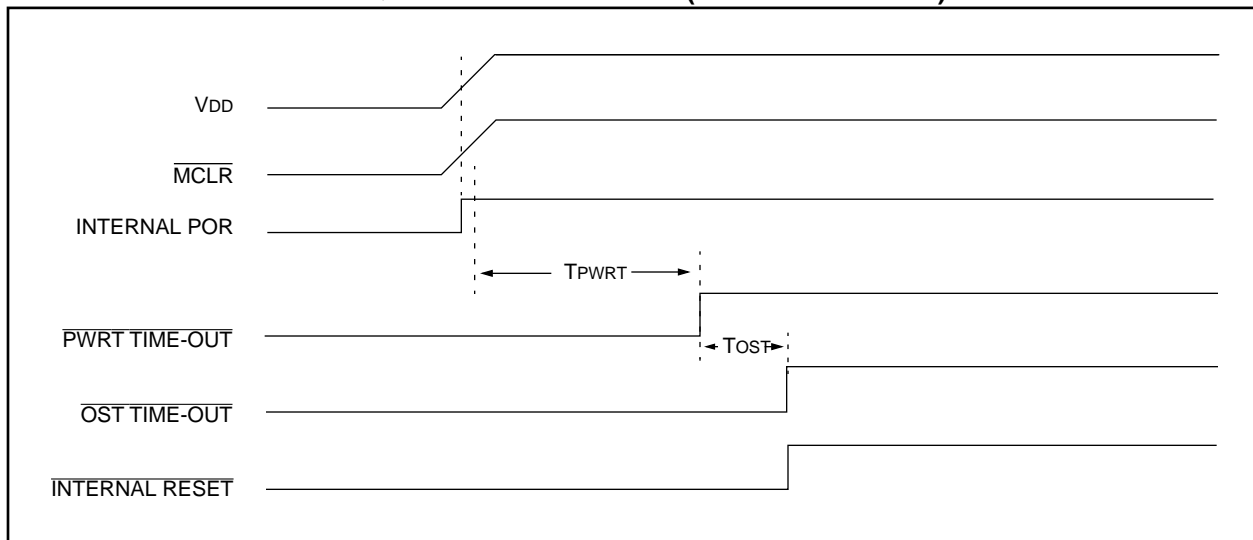 VDD
MCLR
INTERNAL POR
TPWRT
PWRT TIME-OUT
TOST
OST TIME-OUT
INTERNAL RESET